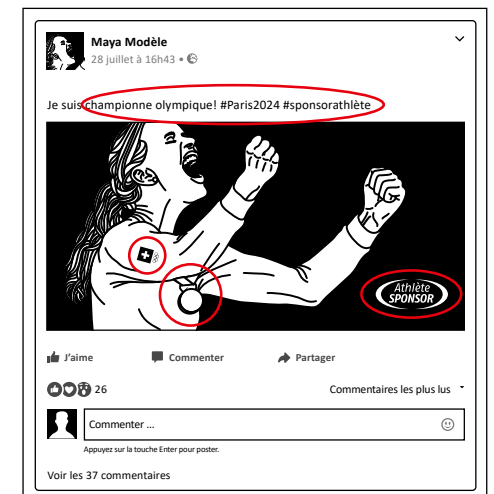 Maya Modèle
28 juillet à 16h43 •
Je suis championne olympique! #Paris2024 #sponsorathlète
Athlète
SPONSOR
J'aime
Commenter
Partager
26
Commentaires les plus lus
Commenter ...
Appuyez sur la touche Enter pour poster.
Voir les 37 commentaires